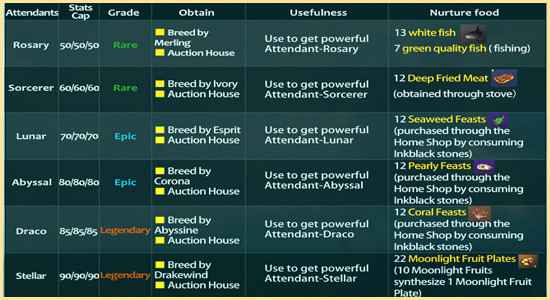 Attendants Stats Cap Grade Obtain Usefulness Nurture food
Rosary 50/50/50 Rare Breed by Merling Auction House Use to get powerful Attendant-Rosary 13 white fish 7 green quality fish ( fishing)
Sorcerer 60/60/60 Rare Breed by Ivory Auction House Use to get powerful Attendant-Sorcerer 12 Deep Fried Meat (obtained through stove)
Lunar 70/70/70 Epic Breed by Esprit Auction House Use to get powerful Attendant-Lunar 12 Seaweed Feasts (purchased through the Home Shop by consuming Inkblack stones)
Abyssal 80/80/80 Epic Breed by Corona Auction House Use to get powerful Attendant-Abyssal 12 Pearly Feasts (purchased through the Home Shop by consuming Inkblack stones)
Draco 85/85/85 Legendary Breed by Abyssine Auction House Use to get powerful Attendant-Draco 12 Coral Feasts (purchased through the Home Shop by consuming Inkblack stones)
Stellar 90/90/90 Legendary Breed by Drakewind Auction House Use to get powerful Attendant-Stellar 22 Moonlight Fruit Plates (10 Moonlight Fruits synthesize 1 Moonlight Fruit Plate)